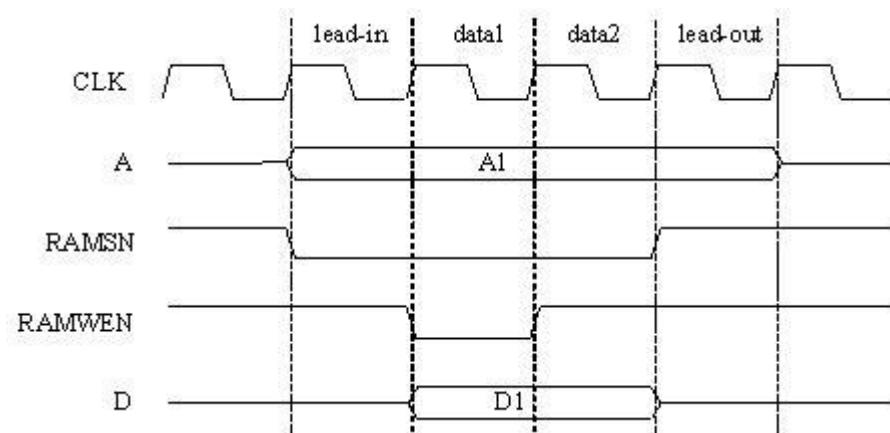 lead-in data1 data2 lead-out
CLK
A A1
RAMSN
RAMWEN
D D1